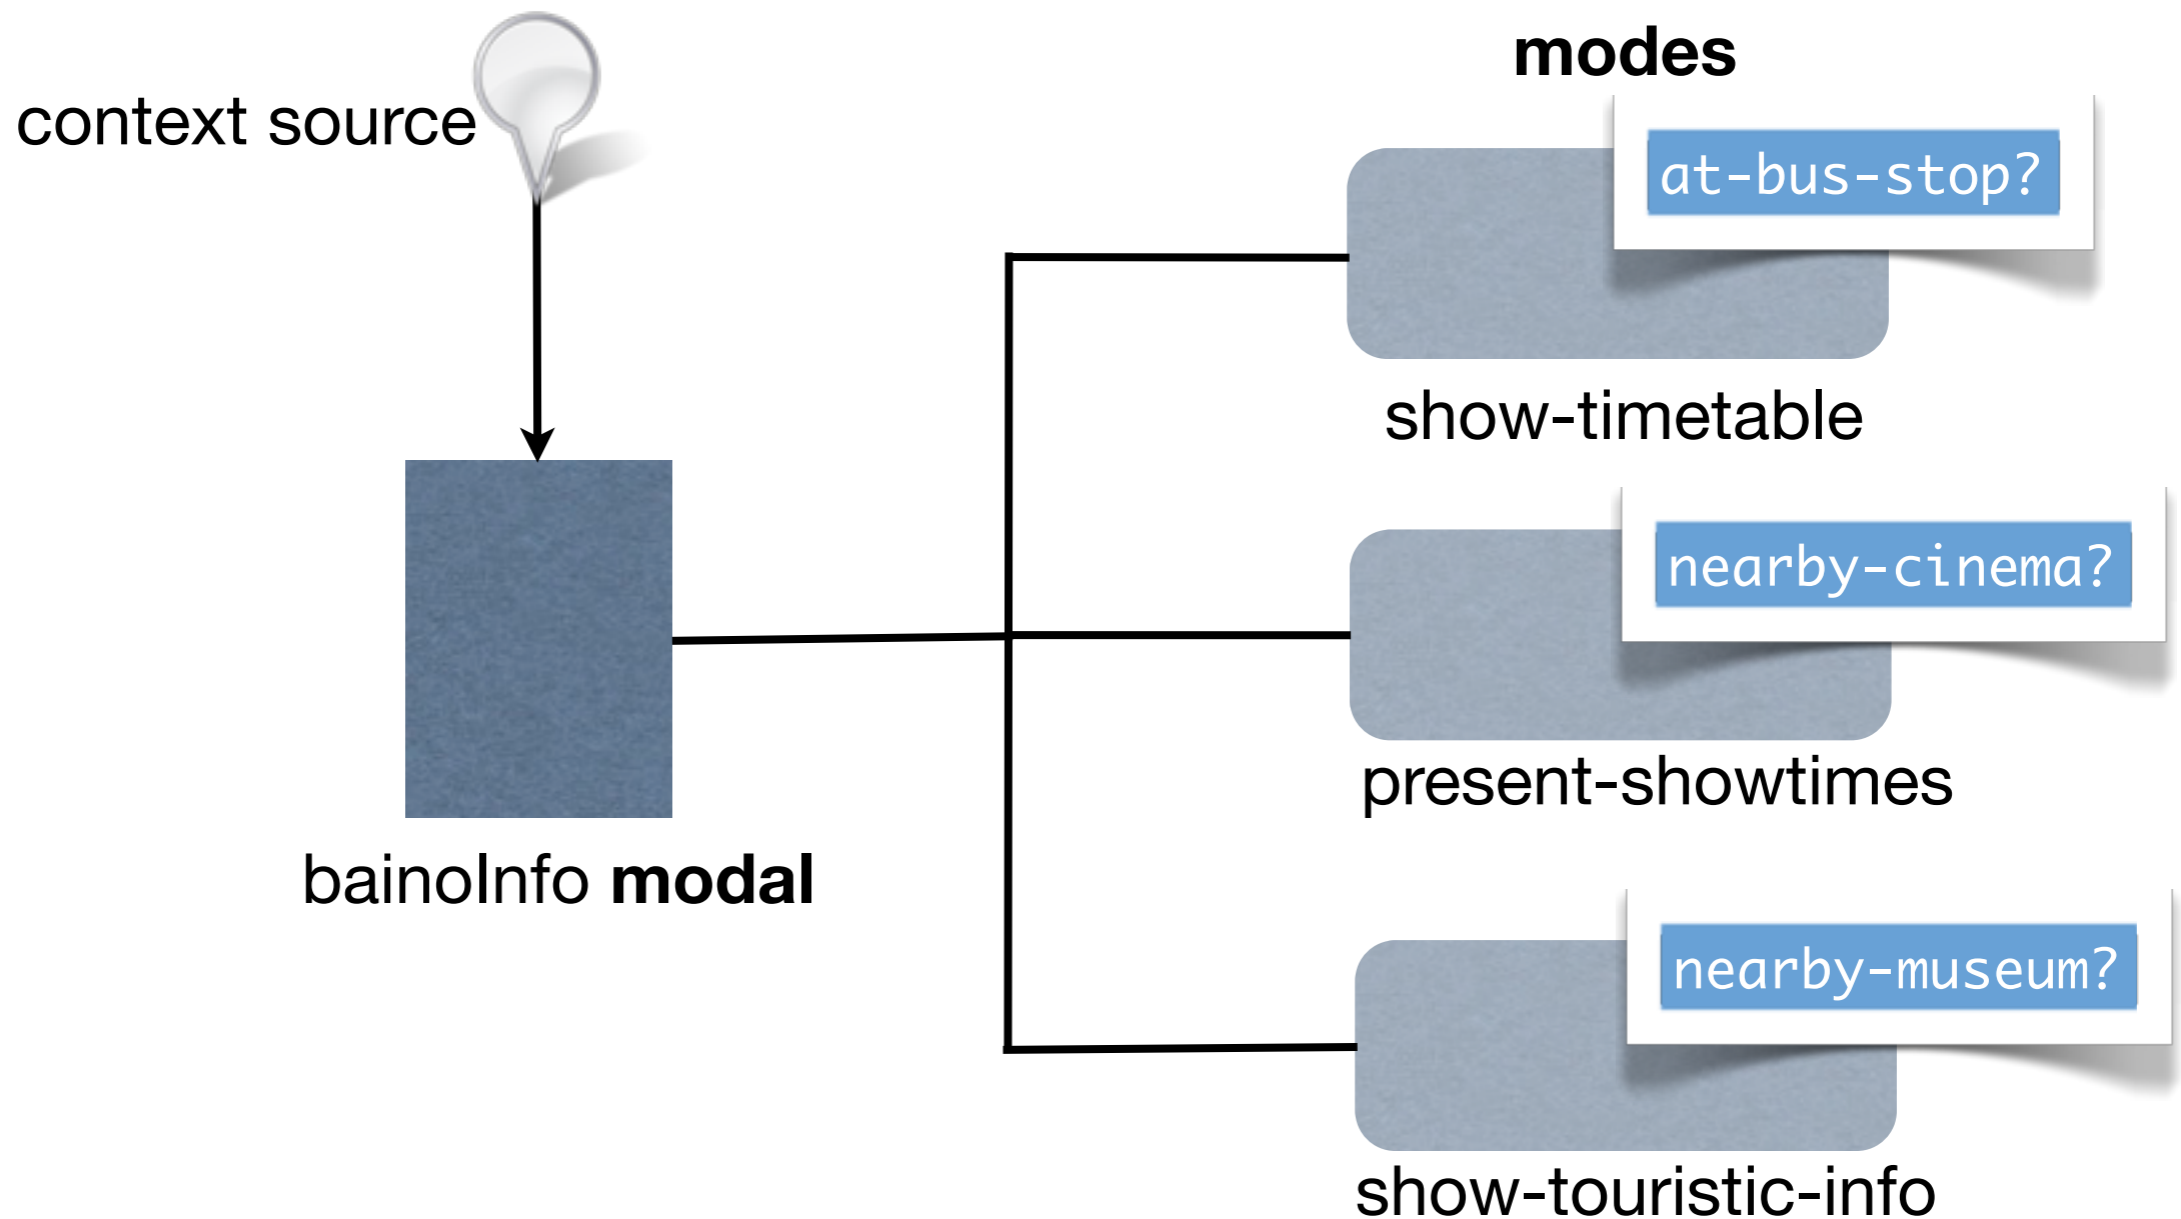 context source
modes
at-bus-stop?
show-timetable
nearby-cinema?
present-showtimes
bainoInfo modal
nearby-museum?
show-touristic-info